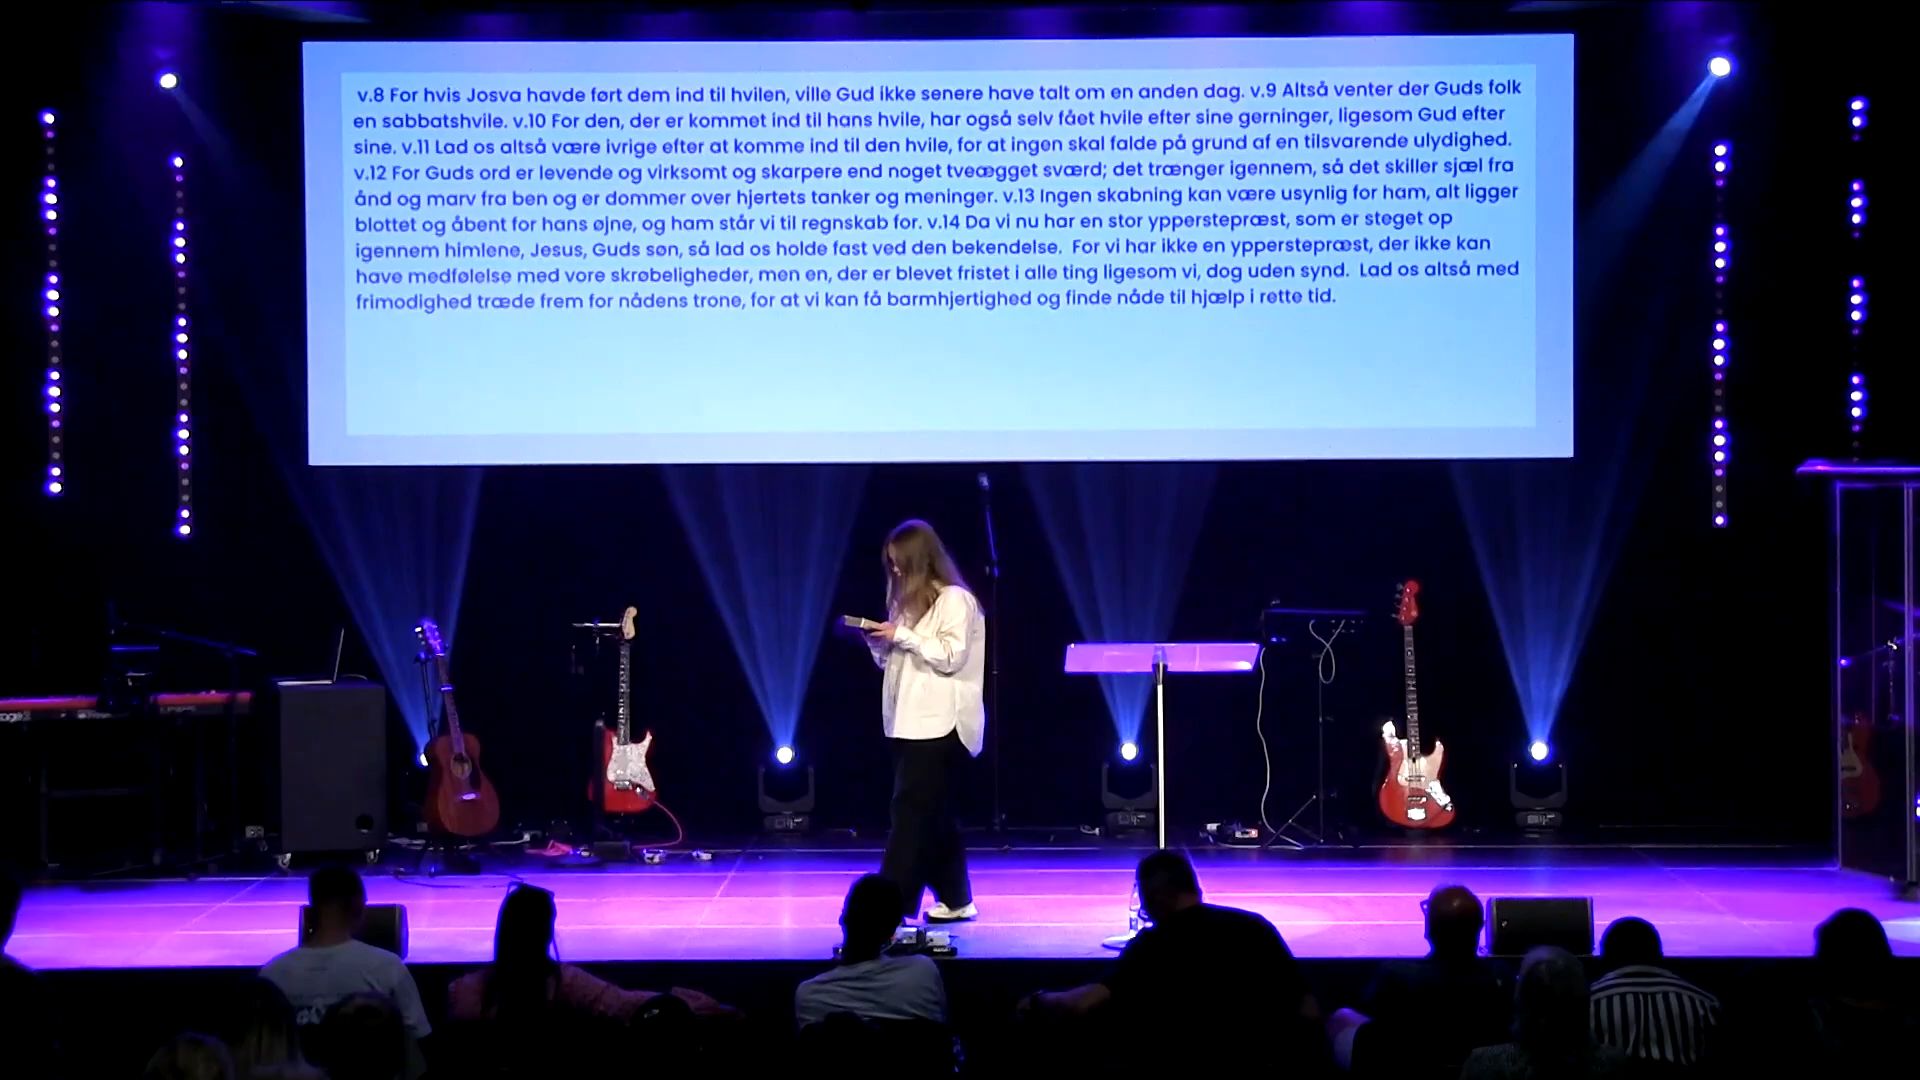 v.8 For hvis Josva havde ført dem ind til hvilen, ville Gud ikke senere have talt om en anden dag. v.9 Altså venter der Guds folk
en sabbatshvile. v.10 For den, der er kommet ind til hans hvile, har også selv fået hvile efter sine gerninger, ligesom Gud efter
sine. v.11 Lad os altså være ivrige efter at komme ind til den hvile, for at ingen skal falde på grund af en tilsvarende ulydighed.
v.12 For Guds ord er levende og virksomt og skarpere end noget tveægget sværd; det trænger igennem, så det skiller sjæl fra
ånd og marv fra ben og er dommer over hjertets tanker og meninger. v.13 Ingen skabning kan være usynlig for ham, alt ligger
blottet og åbent for hans øjne, og ham står vi til regnskab for. v.14 Da vi nu har en stor ypperstepræst, som er steget op
igennem himlene, Jesus, Guds søn, så lad os holde fast ved den bekendelse. For vi har ikke en ypperstepræst, der ikke kan
have medfølelse med vore skrøbeligheder, men en, der er blevet fristet i alle ting ligesom vi, dog uden synd. Lad os altså med
frimodighed træde frem for nådens trone, for at vi kan få barmhjertighed og finde nåde til hjælp i rette tid.